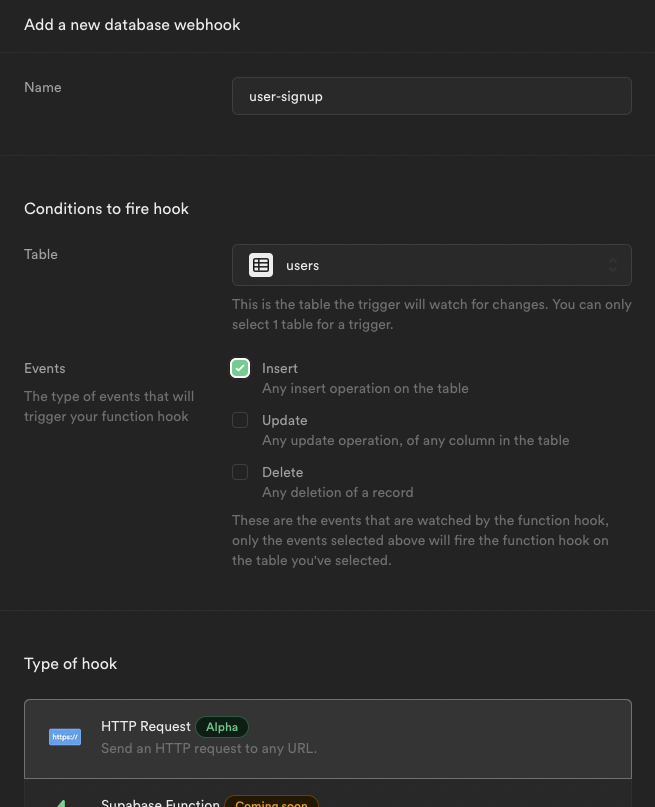 Add a new database webhook
Name
user-signup
Conditions to fire hook
Table
users
This is the table the trigger will watch for changes. You can only
select 1 table for a trigger.
Events
The type of events that will
trigger your function hook
Insert
Any insert operation on the table
Update
Any update operation, of any column in the table
Delete
Any deletion of a record
These are the events that are watched by the function hook,
only the events selected above will fire the function hook on
the table you've selected.
Type of hook
https://
HTTP Request Alpha
Send an HTTP request to any URL.
Supabase Function Coming soon